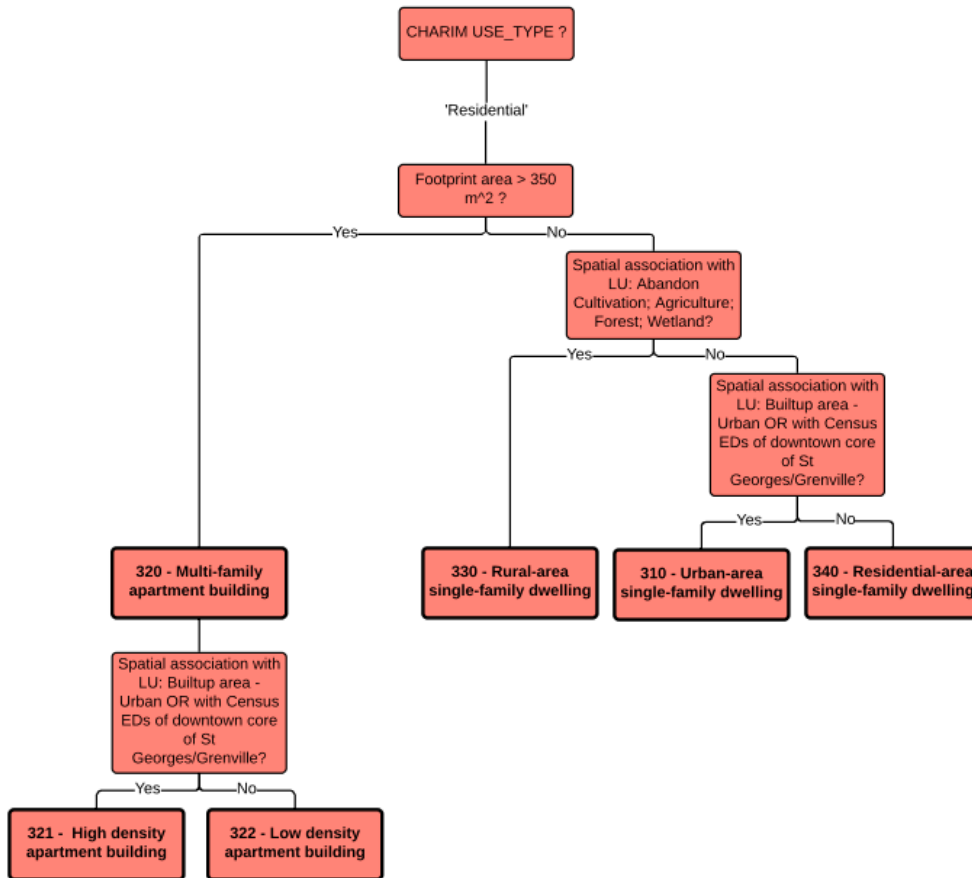 CHARIM USE_TYPE ?
'Residential'
Footprint area > 350
m^2 ?
Yes
No
Spatial association with
LU: Abandon
Cultivation; Agriculture;
Forest; Wetland?
Yes
No
Spatial association with
LU: Builtup area -
Urban OR with Census
EDs of downtown core
of St
Georges/Grenville?
Yes
No
320 - Multi-family
apartment building
330 - Rural-area
single-family dwelling
310 - Urban-area
single-family dwelling
340 - Residential-area
single-family dwelling
Spatial association with
LU: Builtup area -
Urban OR with Census
EDs of downtown core
of St
Georges/Grenville?
Yes
No
321 -  High density
apartment building
322 - Low density
apartment building